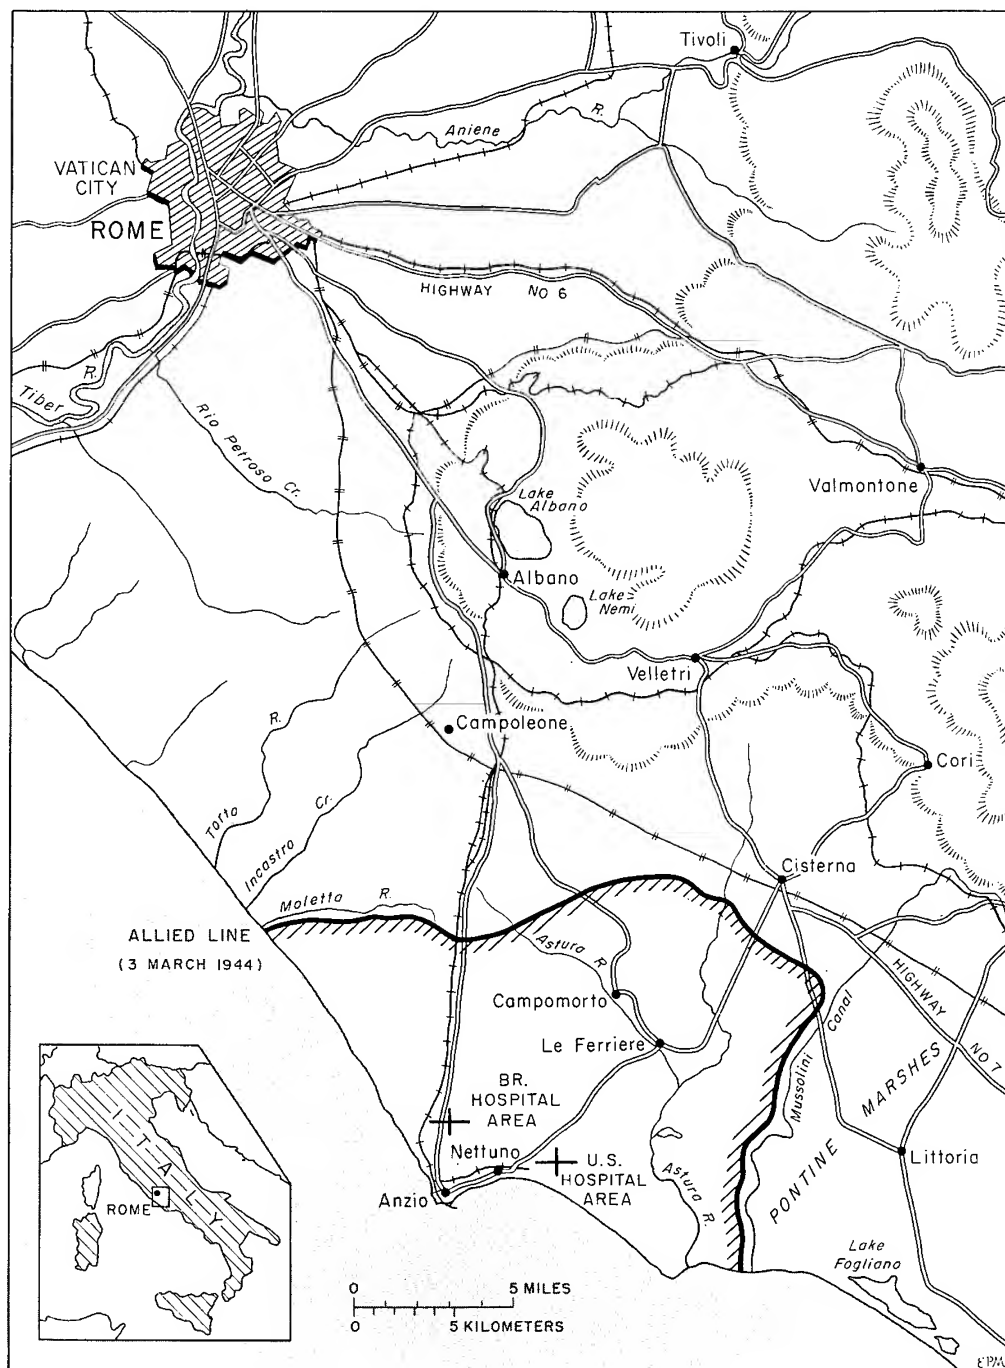 Tivoli
Aniene R.
VATICAN
CITY
ROME
HIGHWAY NO 6
Tiber R.
Rio Petroso Cr.
Valmontone
Lake
Albano
Albano
Lake
Nemi
Velletri
Campoleone
Cori
Torto R.
Incastro Cr.
Cisterna
Moletta R.
ALLIED LINE
(3 MARCH 1944)
Astura R.
Campomorto
HIGHWAY NO 7
Canal
Mussolini
Le Ferriere
PONTINE MARSHES
BR.
HOSPITAL
AREA
Nettuno
U.S.
HOSPITAL
AREA
Littoria
Anzio
Astura R.
ITALY
ROME
Lake
Fogliano
0 5 MILES
0 5 KILOMETERS
EPM